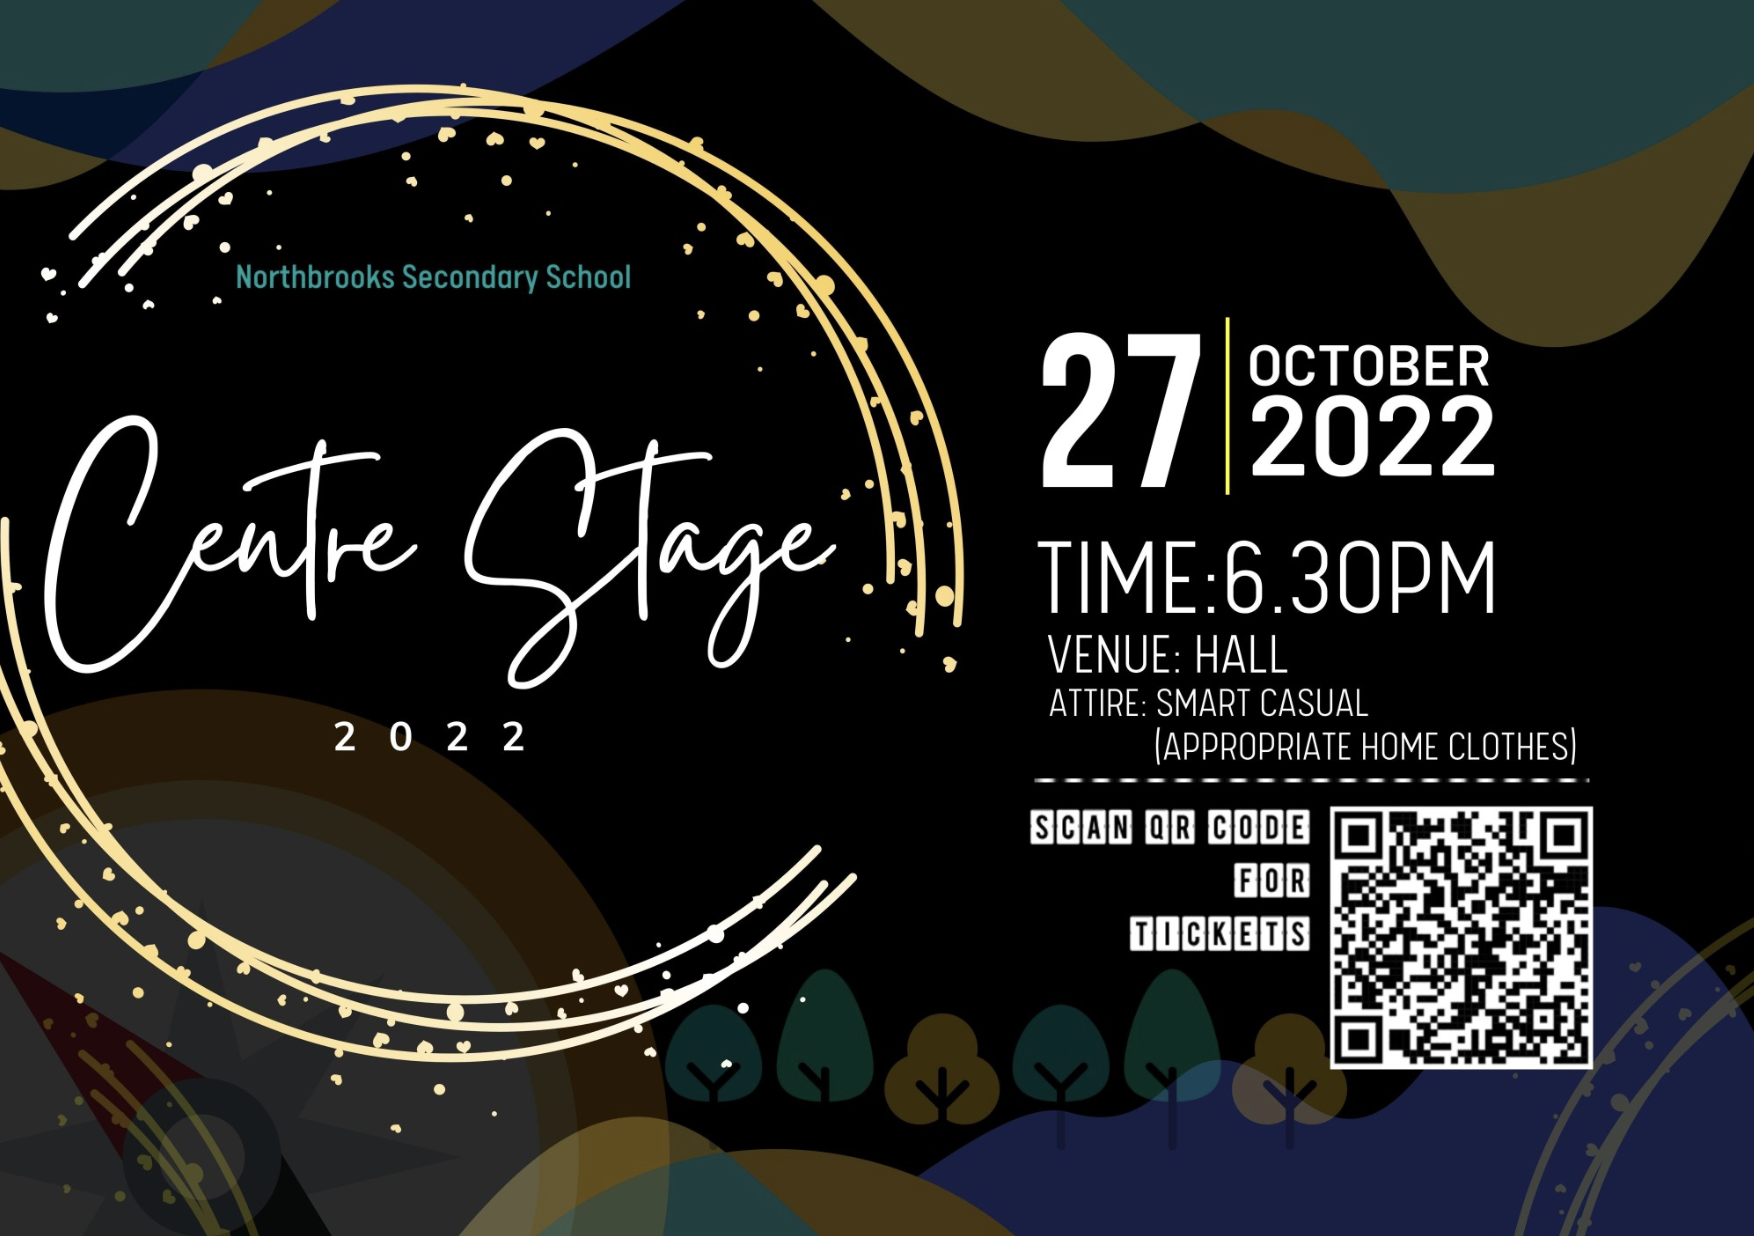 Northbrooks Secondary School
Centre Stage
2022
27
OCTOBER
2022
TIME:6.30PM
VENUE: HALL
ATTIRE: SMART CASUAL
(APPROPRIATE HOME CLOTHES)
SCAN QR CODE
FOR
TICKETS